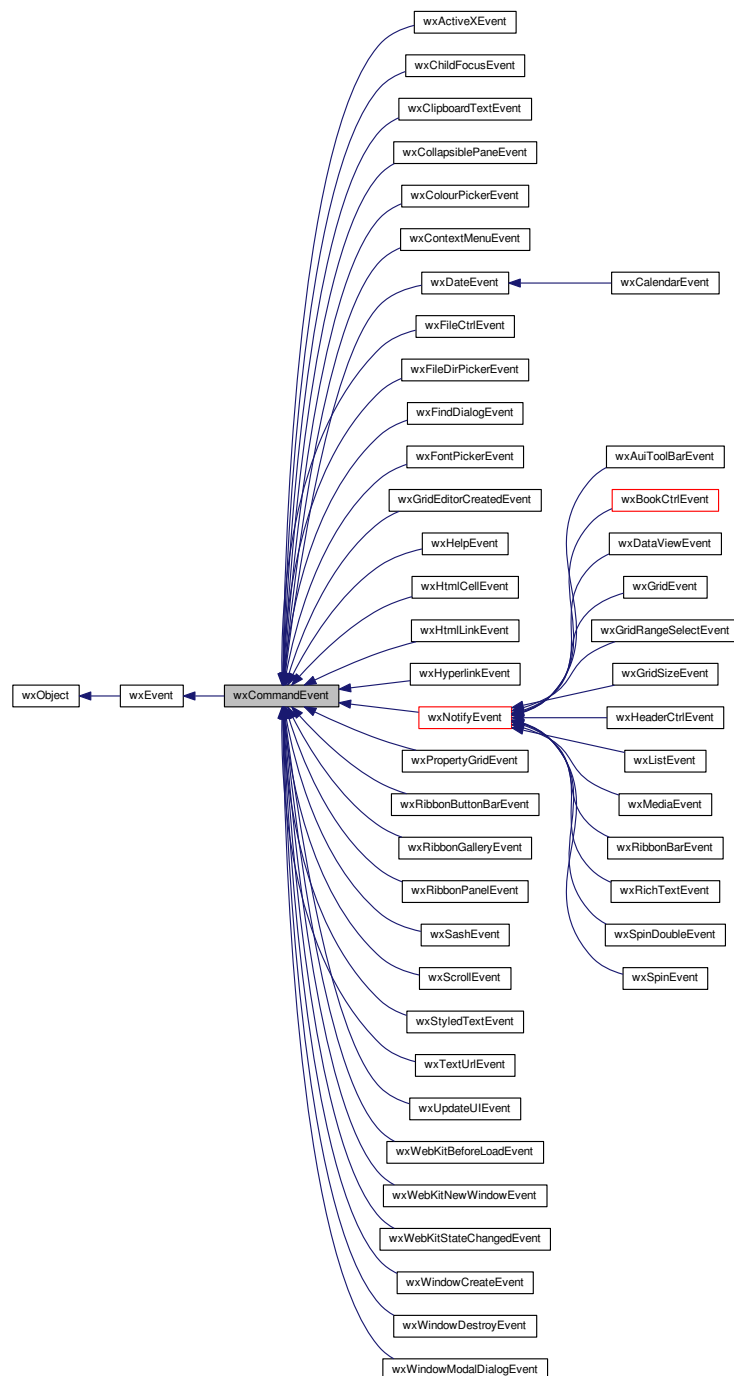 wxActiveXEvent
wxChildFocusEvent
wxClipboardTextEvent
wxCollapsiblePaneEvent
wxColourPickerEvent
wxContextMenuEvent
wxDateEvent
wxCalendarEvent
wxFileCtrlEvent
wxFileDirPickerEvent
wxFindDialogEvent
wxFontPickerEvent
wxAuiToolBarEvent
wxGridEditorCreatedEvent
wxBookCtrlEvent
wxHelpEvent
wxDataViewEvent
wxHtmlCellEvent
wxGridEvent
wxHtmlLinkEvent
wxGridRangeSelectEvent
wxHyperlinkEvent
wxGridSizeEvent
wxObject
wxEvent
wxCommandEvent
wxNotifyEvent
wxHeaderCtrlEvent
wxPropertyGridEvent
wxListEvent
wxRibbonButtonBarEvent
wxMediaEvent
wxRibbonGalleryEvent
wxRibbonBarEvent
wxRibbonPanelEvent
wxRichTextEvent
wxSashEvent
wxSpinDoubleEvent
wxScrollEvent
wxSpinEvent
wxStyledTextEvent
wxTextUrlEvent
wxUpdateUIEvent
wxWebKitBeforeLoadEvent
wxWebKitNewWindowEvent
wxWebKitStateChangedEvent
wxWindowCreateEvent
wxWindowDestroyEvent
wxWindowModalDialogEvent